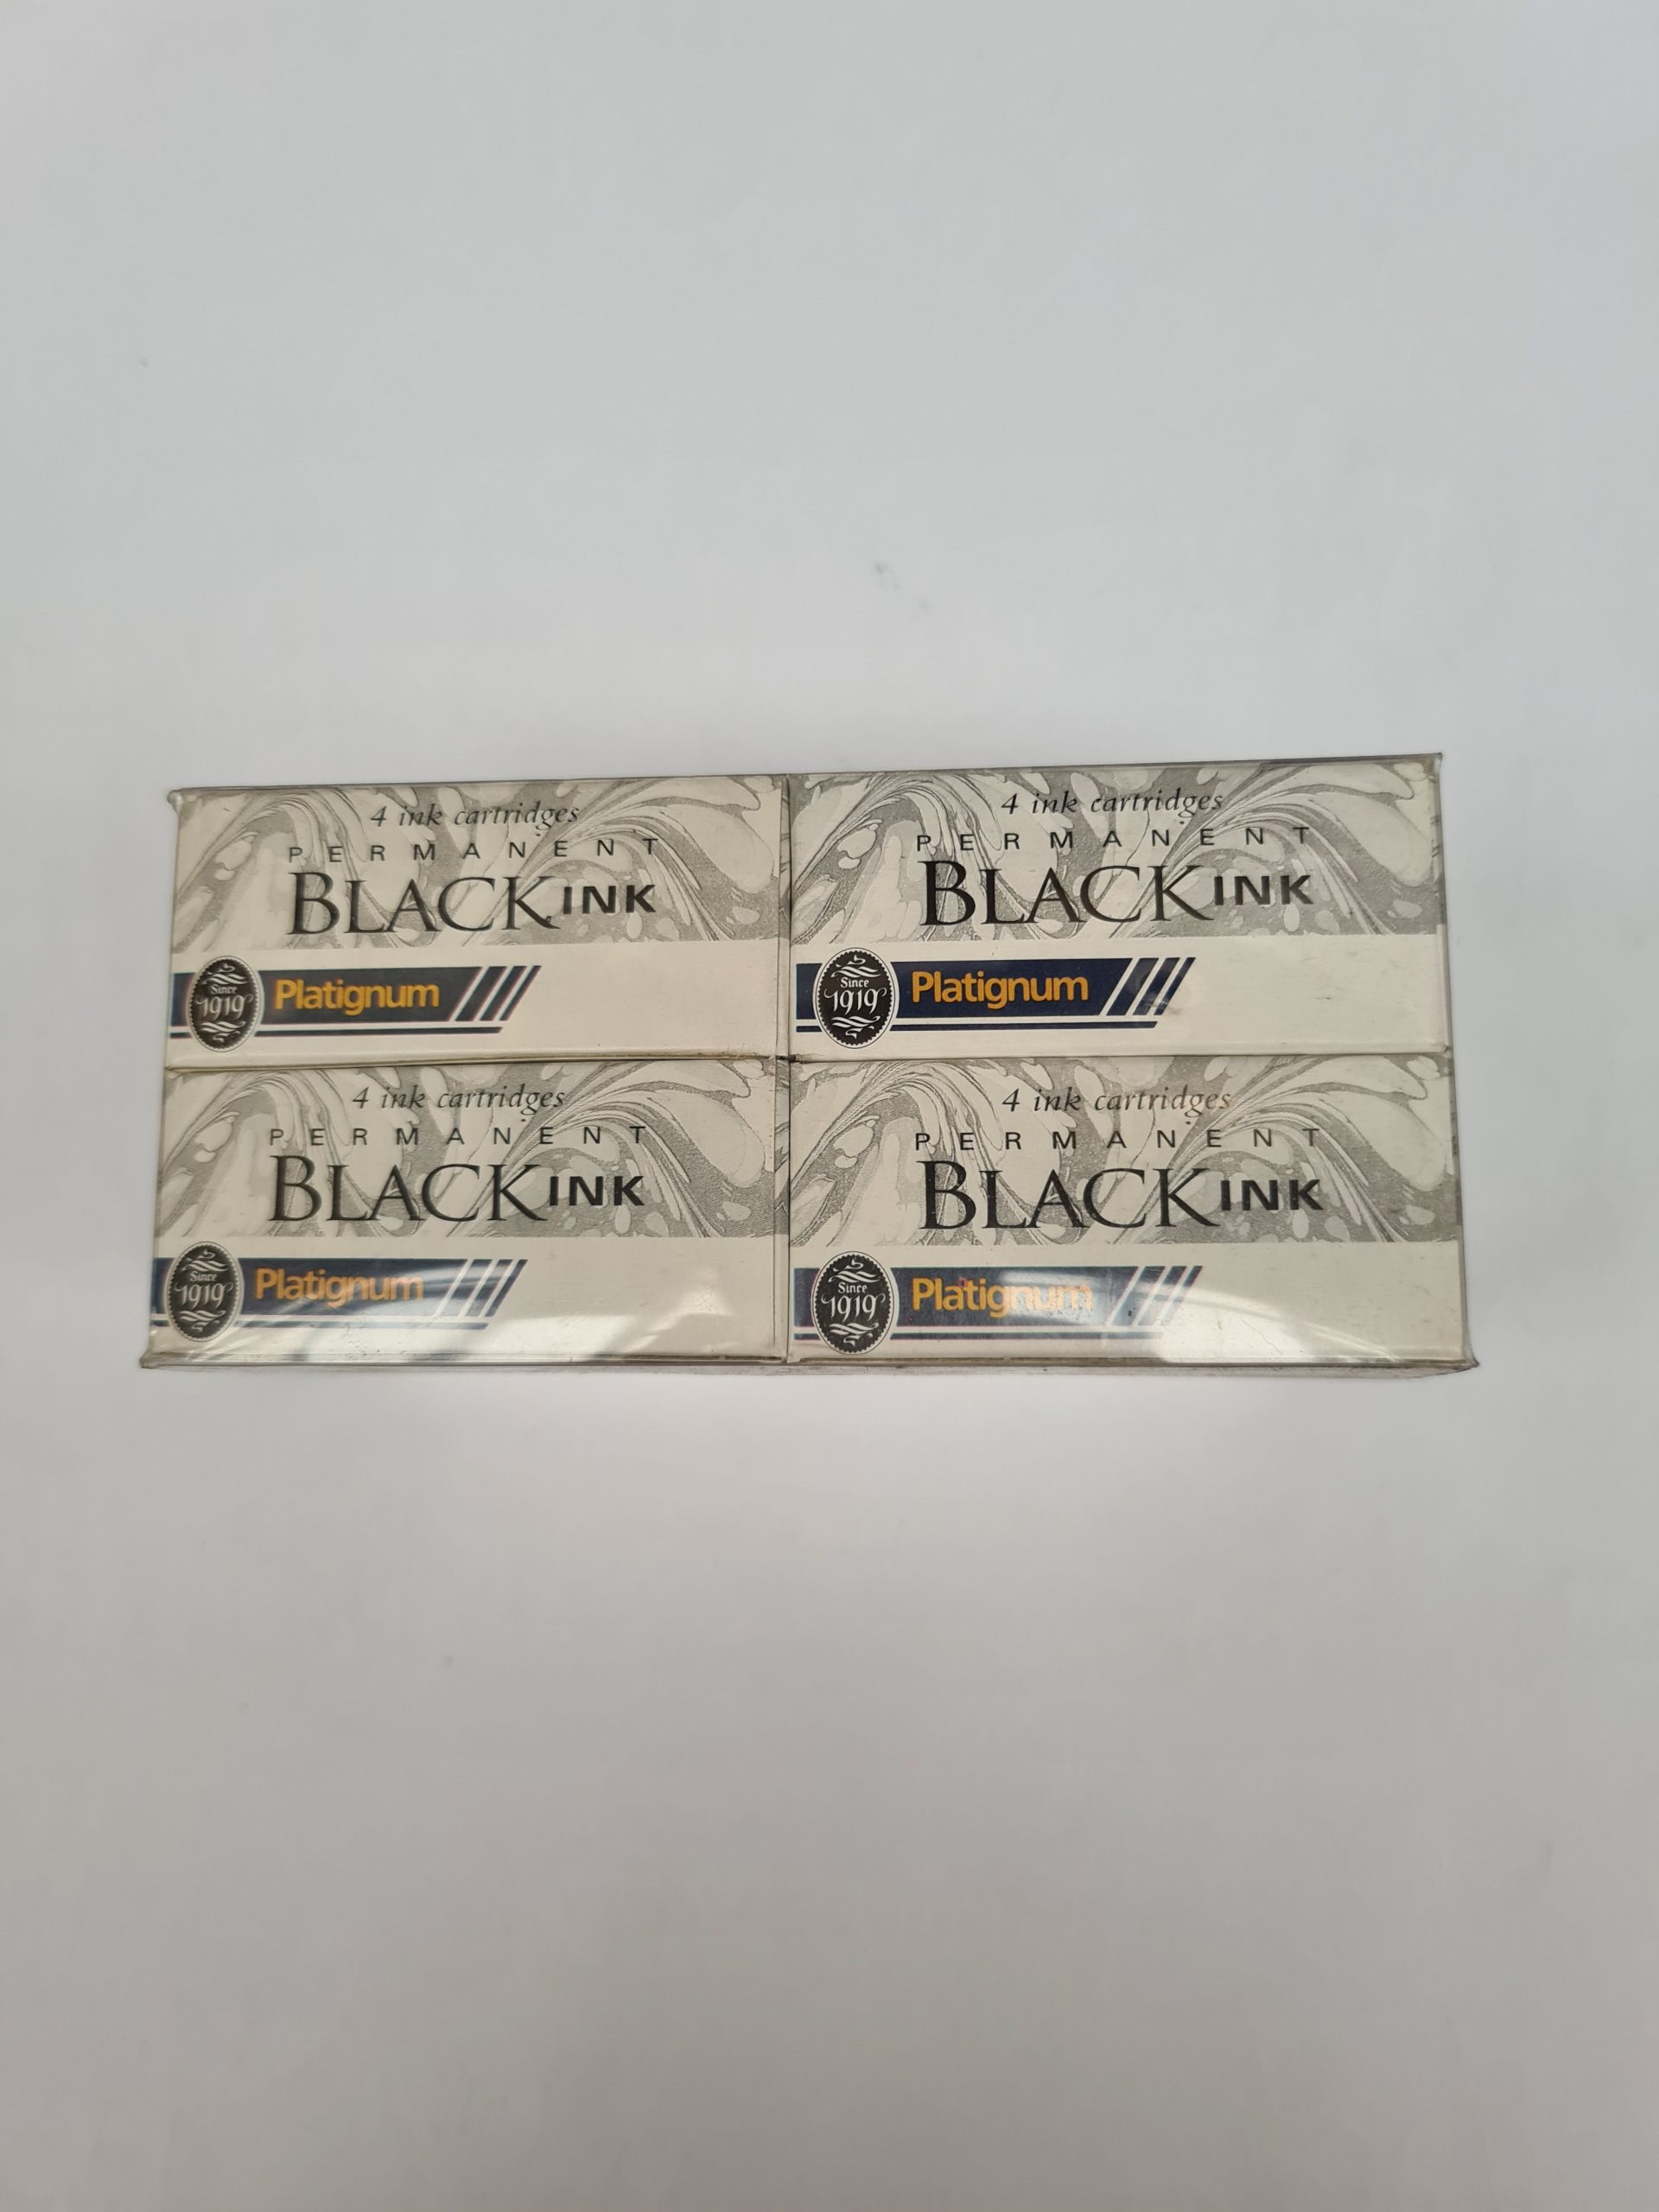 4 ink cartridges
PERMANENT
BLACK INK
Since
1919
Platignum
4 ink cartridges
PERMANENT
BLACK INK
Since
1919
Platignum
4 ink cartridges
PERMANENT
BLACK INK
Since
1919
Platignum
4 ink cartridges
PERMANENT
BLACK INK
Since
1919
Platignum